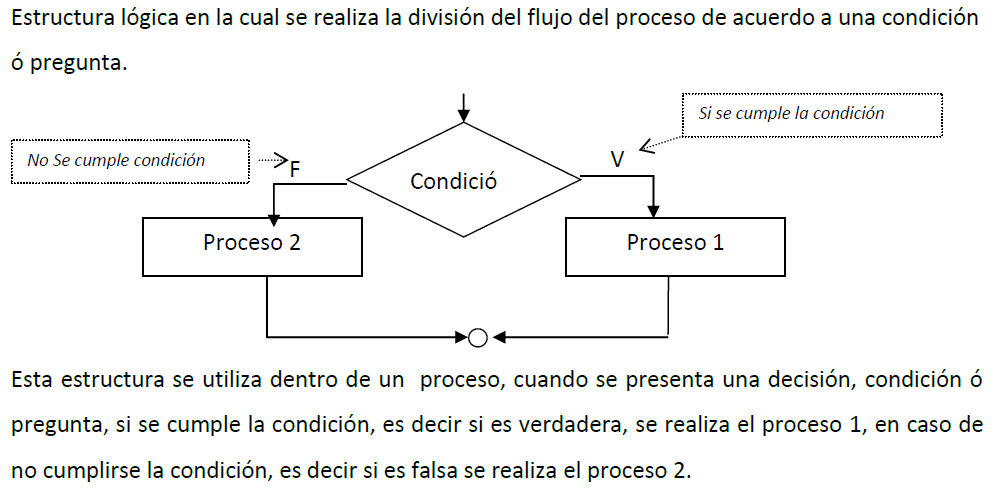 Estructura lógica en la cual se realiza la división del flujo del proceso de acuerdo a una condición
ó pregunta.
Si se cumple la condición
No Se cumple condición
F
V
Condició
Proceso 2
Proceso 1
Esta estructura se utiliza dentro de un proceso, cuando se presenta una decisión, condición ó
pregunta, si se cumple la condición, es decir si es verdadera, se realiza el proceso 1, en caso de
no cumplirse la condición, es decir si es falsa se realiza el proceso 2.